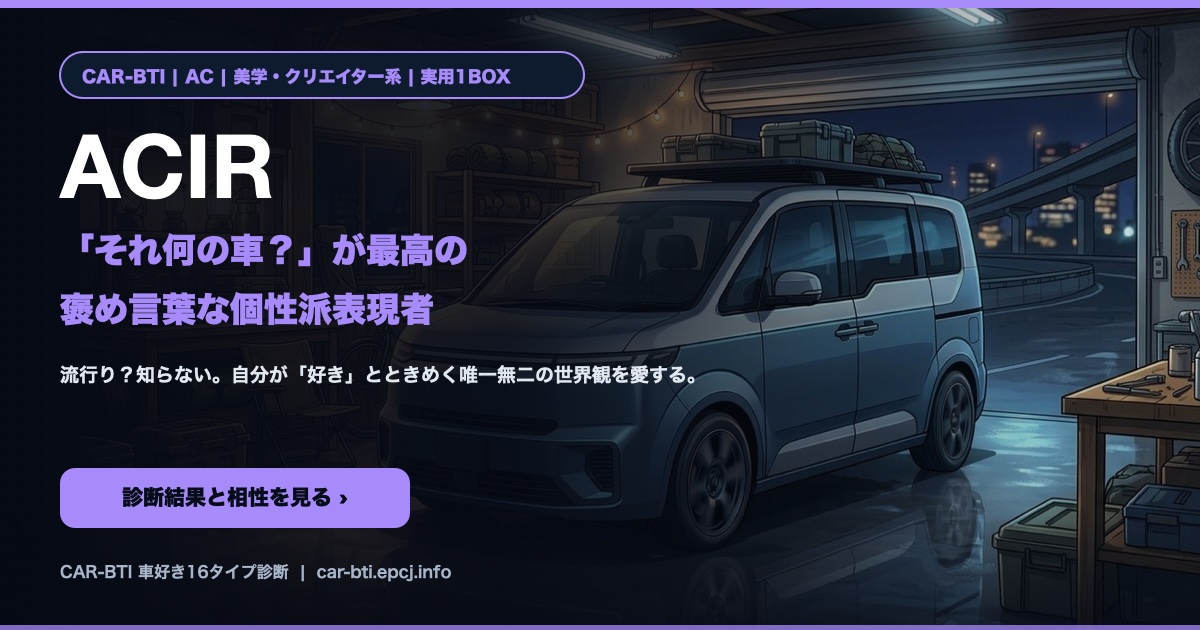 CAR-BTI | AC | 美学・クリエイター系 | 実用1BOX
ACIR
「それ何の車？」が最高の
褒め言葉な個性派表現者
流行り？知らない。自分が「好き」とときめく唯一無二の世界観を愛する。
診断結果と相性を見る ›
CAR-BTI 車好き16タイプ診断 | car-bti.epcj.info